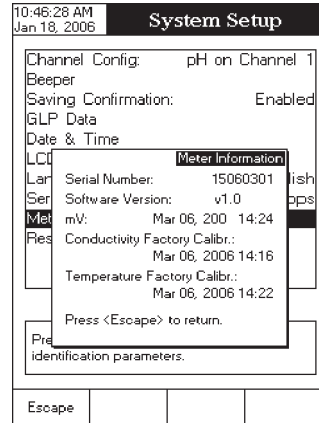 10:46:28 AM
Jan 18, 2006
System Setup
Channel Config: pH on Channel 1
Beeper
Saving Confirmation: Enabled
GLP Data
Date & Time
LCD
Lan lish
Ser ops
Met
Res
Meter Information
Serial Number: 15060301
Software Version: v1.0
mV: Mar 06, 200 14:24
Conductivity Factory Calibr.:
Mar 06, 2006 14:16
Temperature Factory Calibr.:
Mar 06, 2006 14:22
Press <Escape> to return.
Pre
identification parameters.
Escape